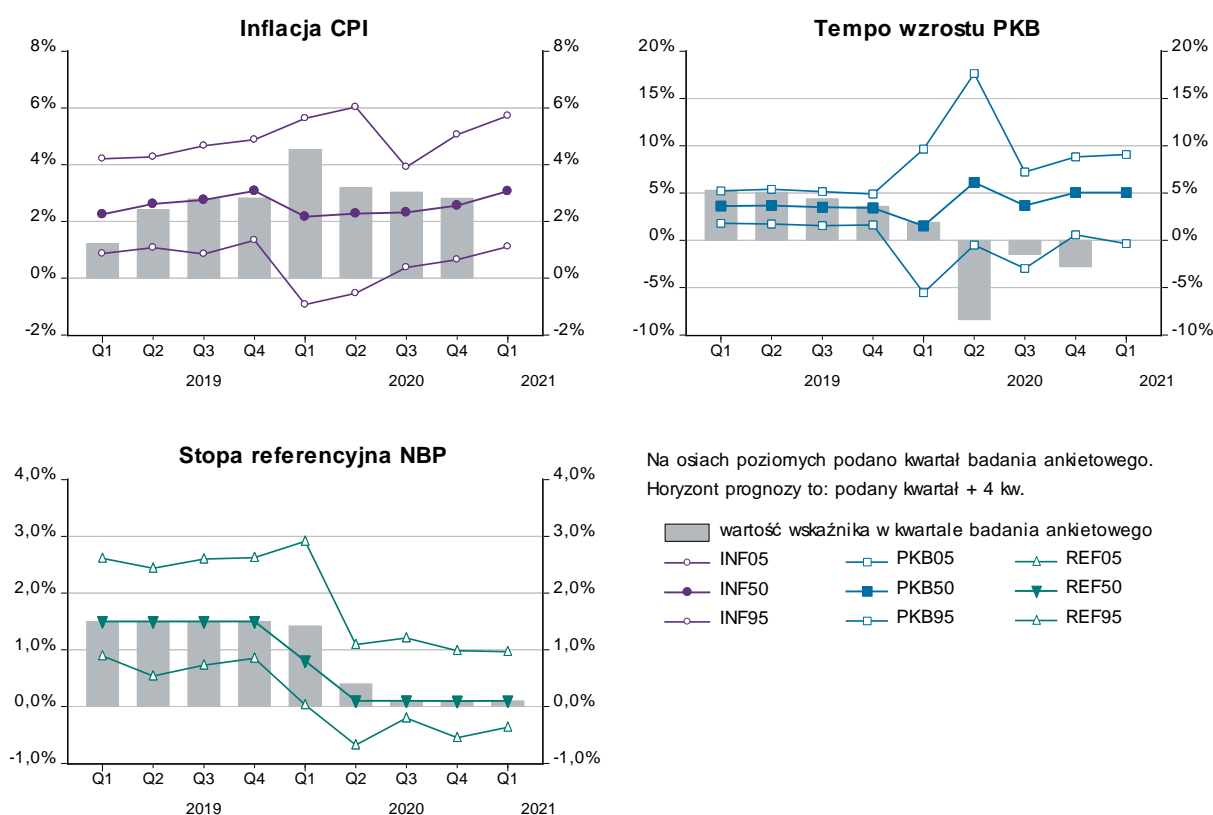 Inflacja CPI
8% 8%
6% 6%
4% 4%
2% 2%
0% 0%
-2% -2%
Q1 Q2 Q3 Q4 Q1 Q2 Q3 Q4 Q1
2019 2020 2021
Tempo wzrostu PKB
20% 20%
15% 15%
10% 10%
5% 5%
0% 0%
-5% -5%
-10% -10%
Q1 Q2 Q3 Q4 Q1 Q2 Q3 Q4 Q1
2019 2020 2021
Stopa referencyjna NBP
4,0% 4,0%
3,0% 3,0%
2,0% 2,0%
1,0% 1,0%
0,0% 0,0%
-1,0% -1,0%
Q1 Q2 Q3 Q4 Q1 Q2 Q3 Q4 Q1
2019 2020 2021
Na osiach poziomych podano kwartał badania ankietowego.
Horyzont prognozy to: podany kwartał + 4 kw.
wartość wskaźnika w kwartale badania ankietowego
INF05 PKB05 REF05
INF50 PKB50 REF50
INF95 PKB95 REF95